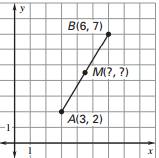 y
B(6, 7)
M(?, ?)
A(3, 2)
1
1
x